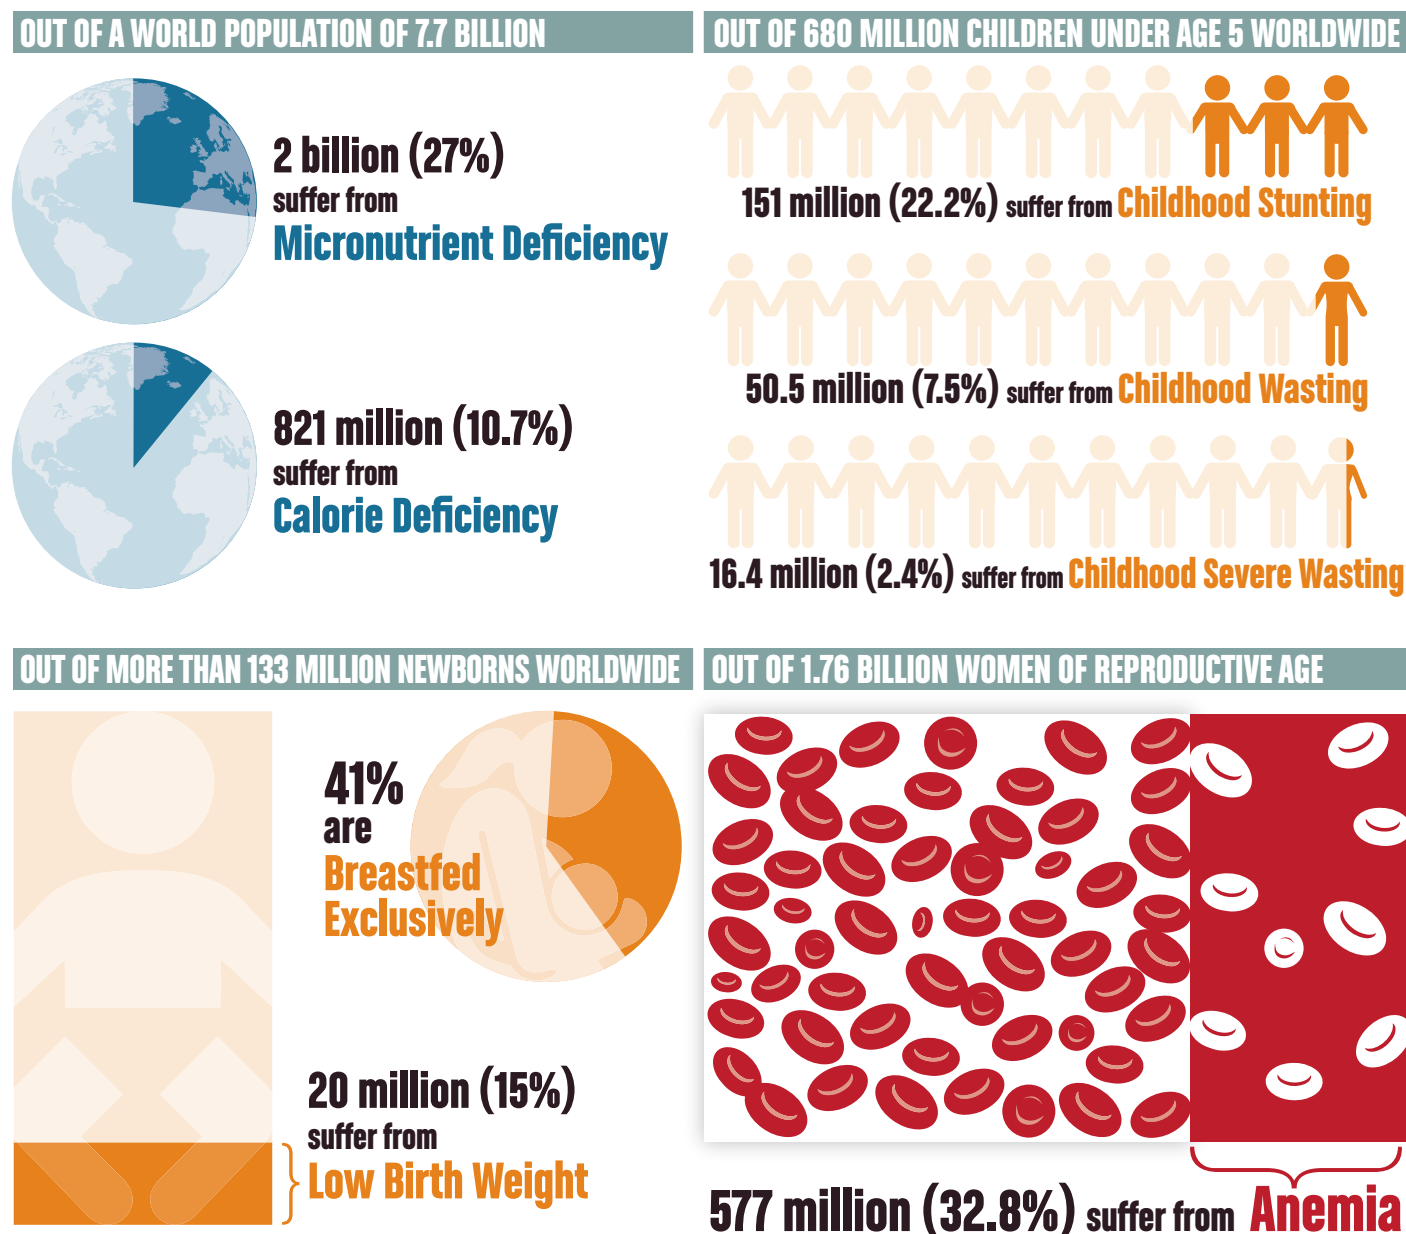 OUT OF A WORLD POPULATION OF 7.7 BILLION
2 billion (27%)
suffer from
Micronutrient Deficiency
821 million (10.7%)
suffer from
Calorie Deficiency
OUT OF 680 MILLION CHILDREN UNDER AGE 5 WORLDWIDE
151 million (22.2%) suffer from Childhood Stunting
50.5 million (7.5%) suffer from Childhood Wasting
16.4 million (2.4%) suffer from Childhood Severe Wasting
OUT OF MORE THAN 133 MILLION NEWBORNS WORLDWIDE
41%
are
Breastfed
Exclusively
20 million (15%)
suffer from
Low Birth Weight
OUT OF 1.76 BILLION WOMEN OF REPRODUCTIVE AGE
577 million (32.8%) suffer from Anemia